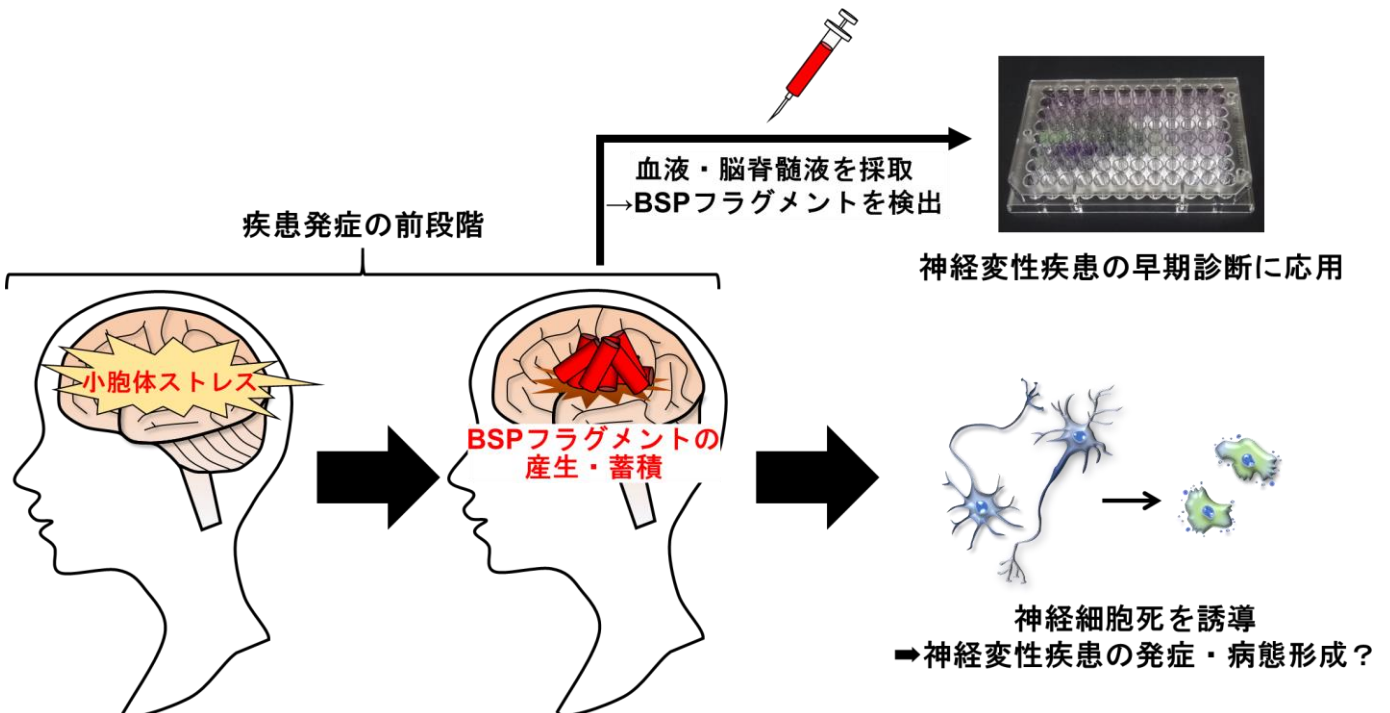 血液・脳脊髄液を採取
→BSPフラグメントを検出
疾患発症の前段階
神経変性疾患の早期診断に応用
小胞体ストレス
BSPフラグメントの
産生・蓄積
神経細胞死を誘導
➡神経変性疾患の発症・病態形成？